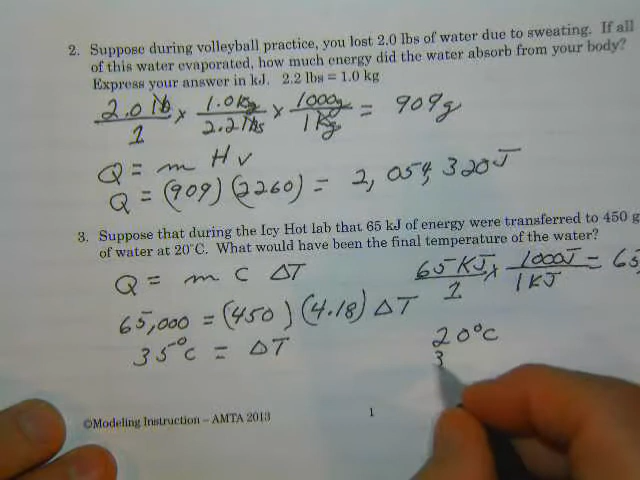 2. Suppose during volleyball practice, you lost 2.0 lbs of water due to sweating. If all
of this water evaporated, how much energy did the water absorb from your body?
Express your answer in kJ. 2.2 lbs = 1.0 kg
2.0 lb/1 x 1.0 Kg/2.2 lbs x 1000g/1 Kg = 909g
Q = m Hv
Q = (909)(2260) = 2,054,320 J
3. Suppose that during the Icy Hot lab that 65 kJ of energy were transferred to 450 g
of water at 20°C. What would have been the final temperature of the water?
Q = m C ΔT
65 KJ/1 x 1000J/1 KJ = 65
65,000 = (450)(4.18) ΔT
35°C = ΔT
20°C
3
©Modeling Instruction – AMTA 2013
1